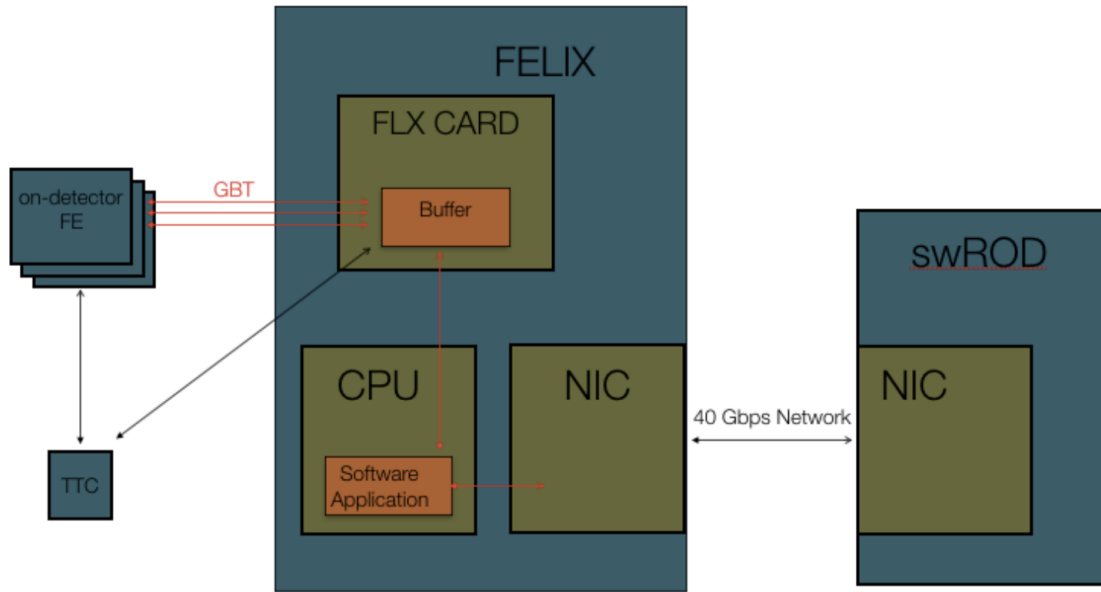 FELIX
FLX CARD
on-detector
FE
GBT
Buffer
swROD
CPU
NIC
NIC
40 Gbps Network
Software
Application
TTC